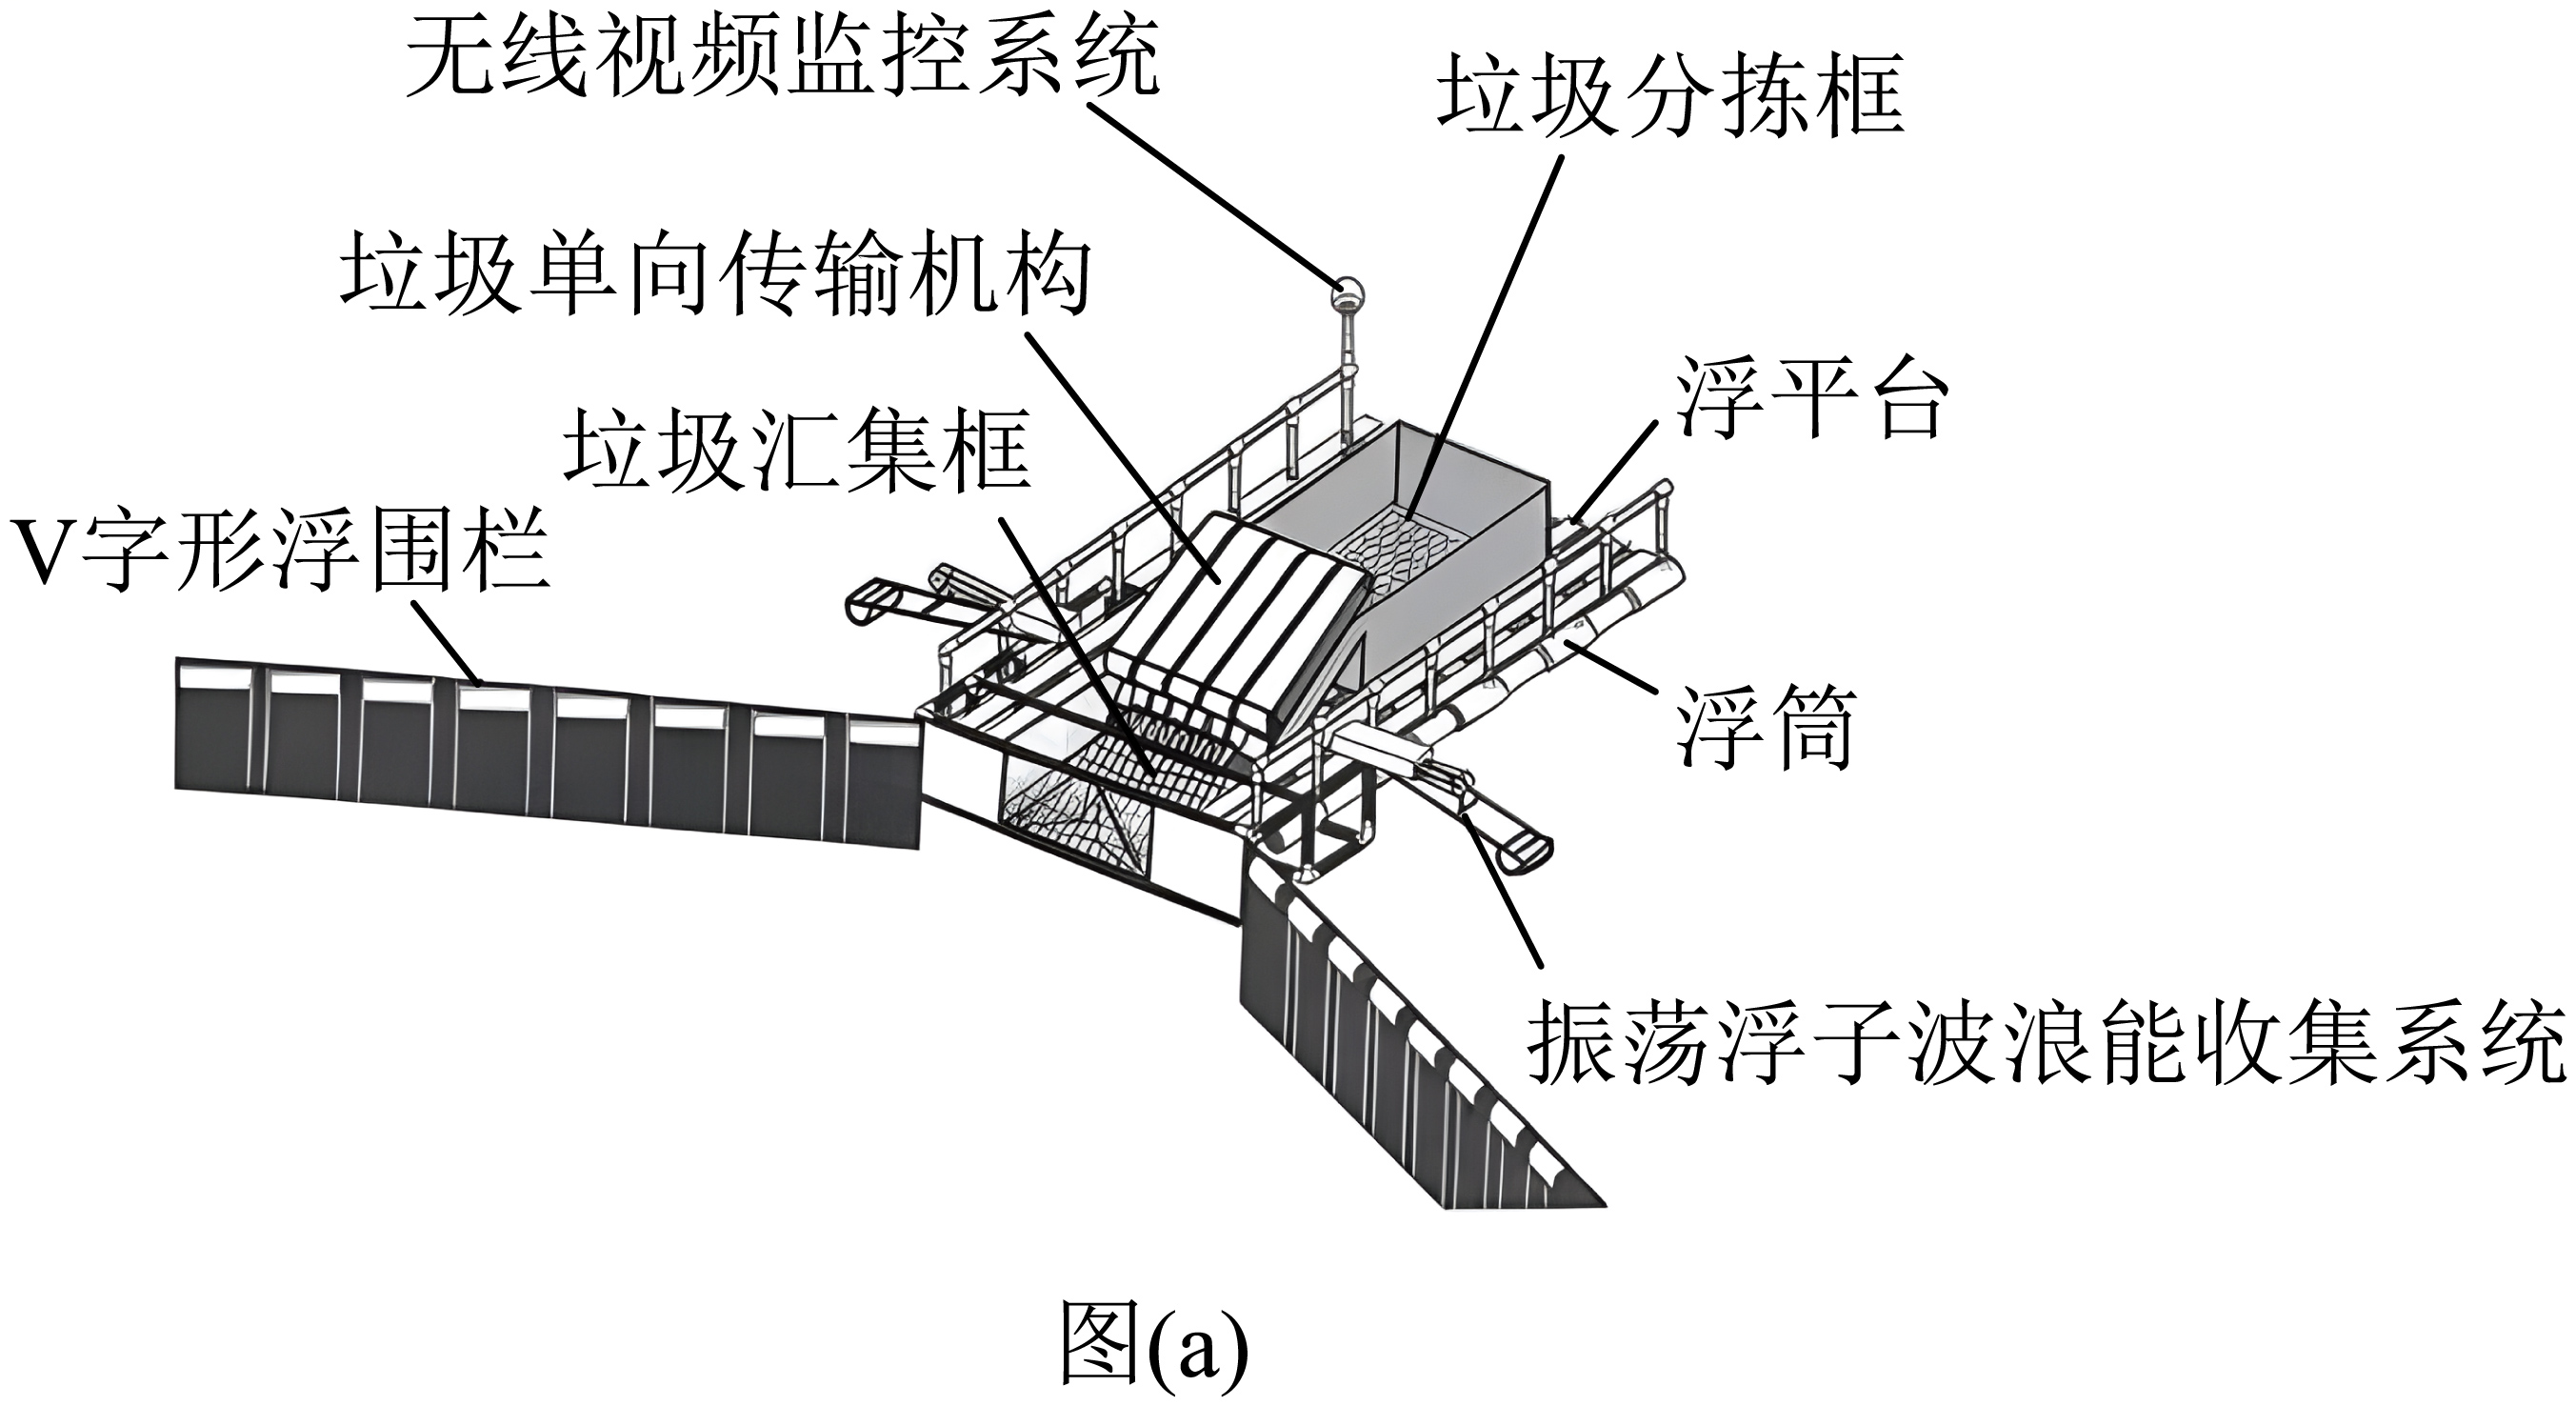 无线视频监控系统
垃圾分拣框
垃圾单向传输机构
浮平台
垃圾汇集框
V字形浮围栏
浮筒
振荡浮子波浪能收集系统
图(a)